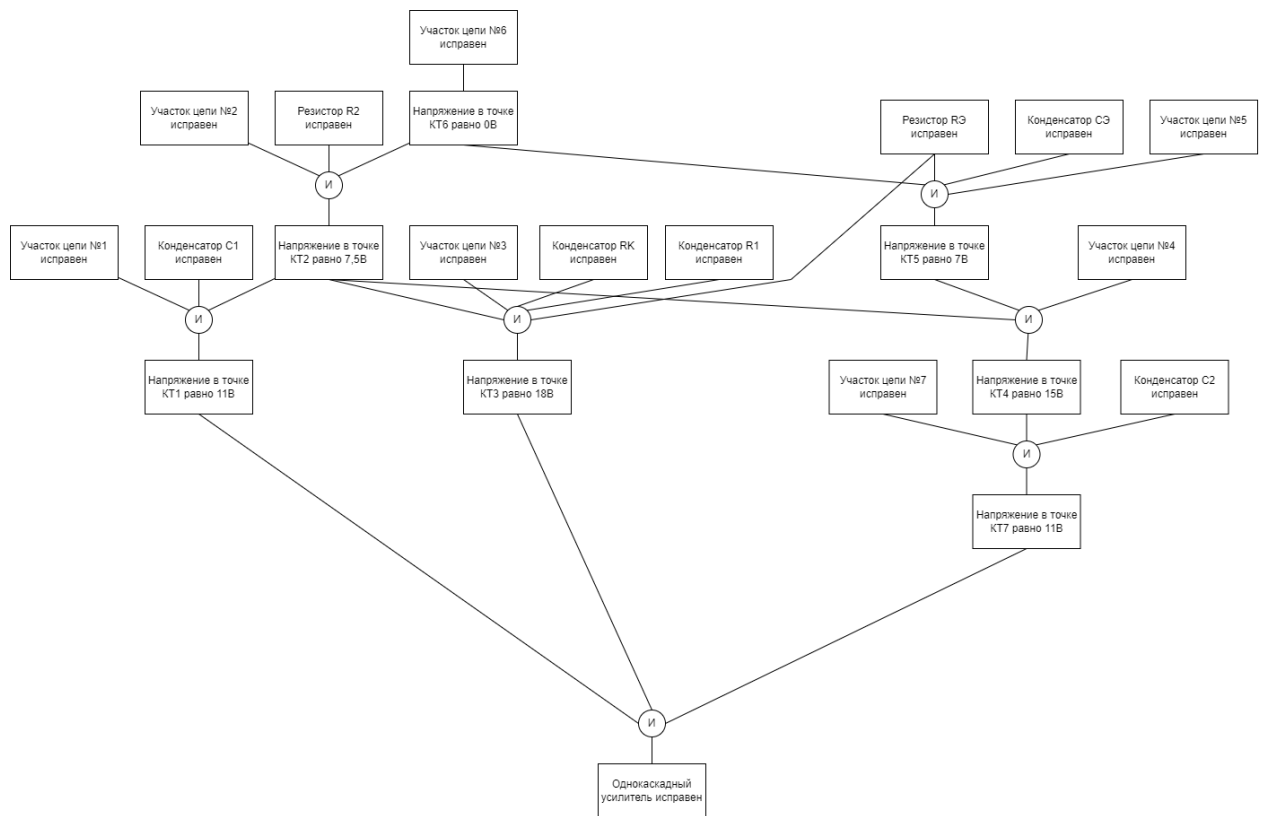 Участок цепи №6
исправен
Участок цепи №2
исправен
Резистор R2
исправен
Напряжение в точке
КТ6 равно 0В
Резистор RЭ
исправен
Конденсатор CЭ
исправен
Участок цепи №5
исправен
И
И
Участок цепи №1
исправен
Конденсатор C1
исправен
Напряжение в точке
КТ2 равно 7,5В
Участок цепи №3
исправен
Конденсатор RК
исправен
Конденсатор R1
исправен
Напряжение в точке
КТ5 равно 7В
Участок цепи №4
исправен
И
И
И
Напряжение в точке
КТ1 равно 11В
Напряжение в точке
КТ3 равно 18В
Участок цепи №7
исправен
Напряжение в точке
КТ4 равно 15В
Конденсатор C2
исправен
И
Напряжение в точке
КТ7 равно 11В
И
Однокаскадный
усилитель исправен